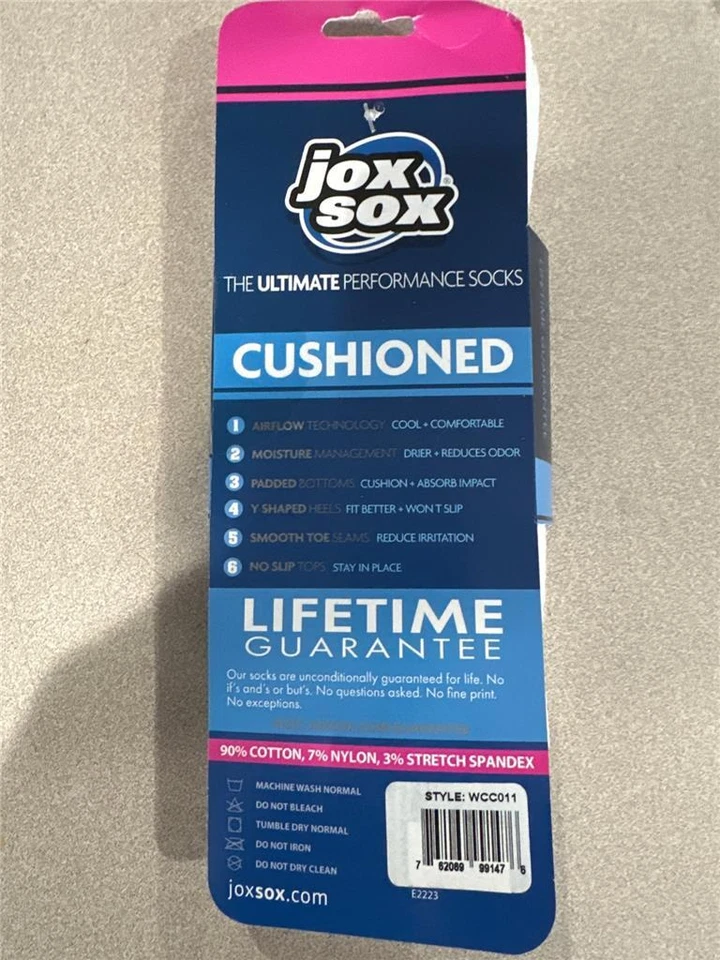 jox
sox®
THE ULTIMATE PERFORMANCE SOCKS
CUSHIONED
1 AIRFLOW TECHNOLOGY COOL + COMFORTABLE
2 MOISTURE MANAGEMENT DRIER + REDUCES ODOR
3 PADDED BOTTOMS CUSHION + ABSORB IMPACT
4 Y SHAPED HEELS FIT BETTER + WON T SLIP
5 SMOOTH TOE SEAMS REDUCE IRRITATION
6 NO SLIP TOPS STAY IN PLACE
LIFETIME
GUARANTEE
Our socks are unconditionally guaranteed for life. No
if's and's or but's. No questions asked. No fine print.
No exceptions.
90% COTTON, 7% NYLON, 3% STRETCH SPANDEX
MACHINE WASH NORMAL
DO NOT BLEACH
TUMBLE DRY NORMAL
DO NOT IRON
DO NOT DRY CLEAN
joxsox.com
STYLE: WCC011
7 62089 99147 6
E2223